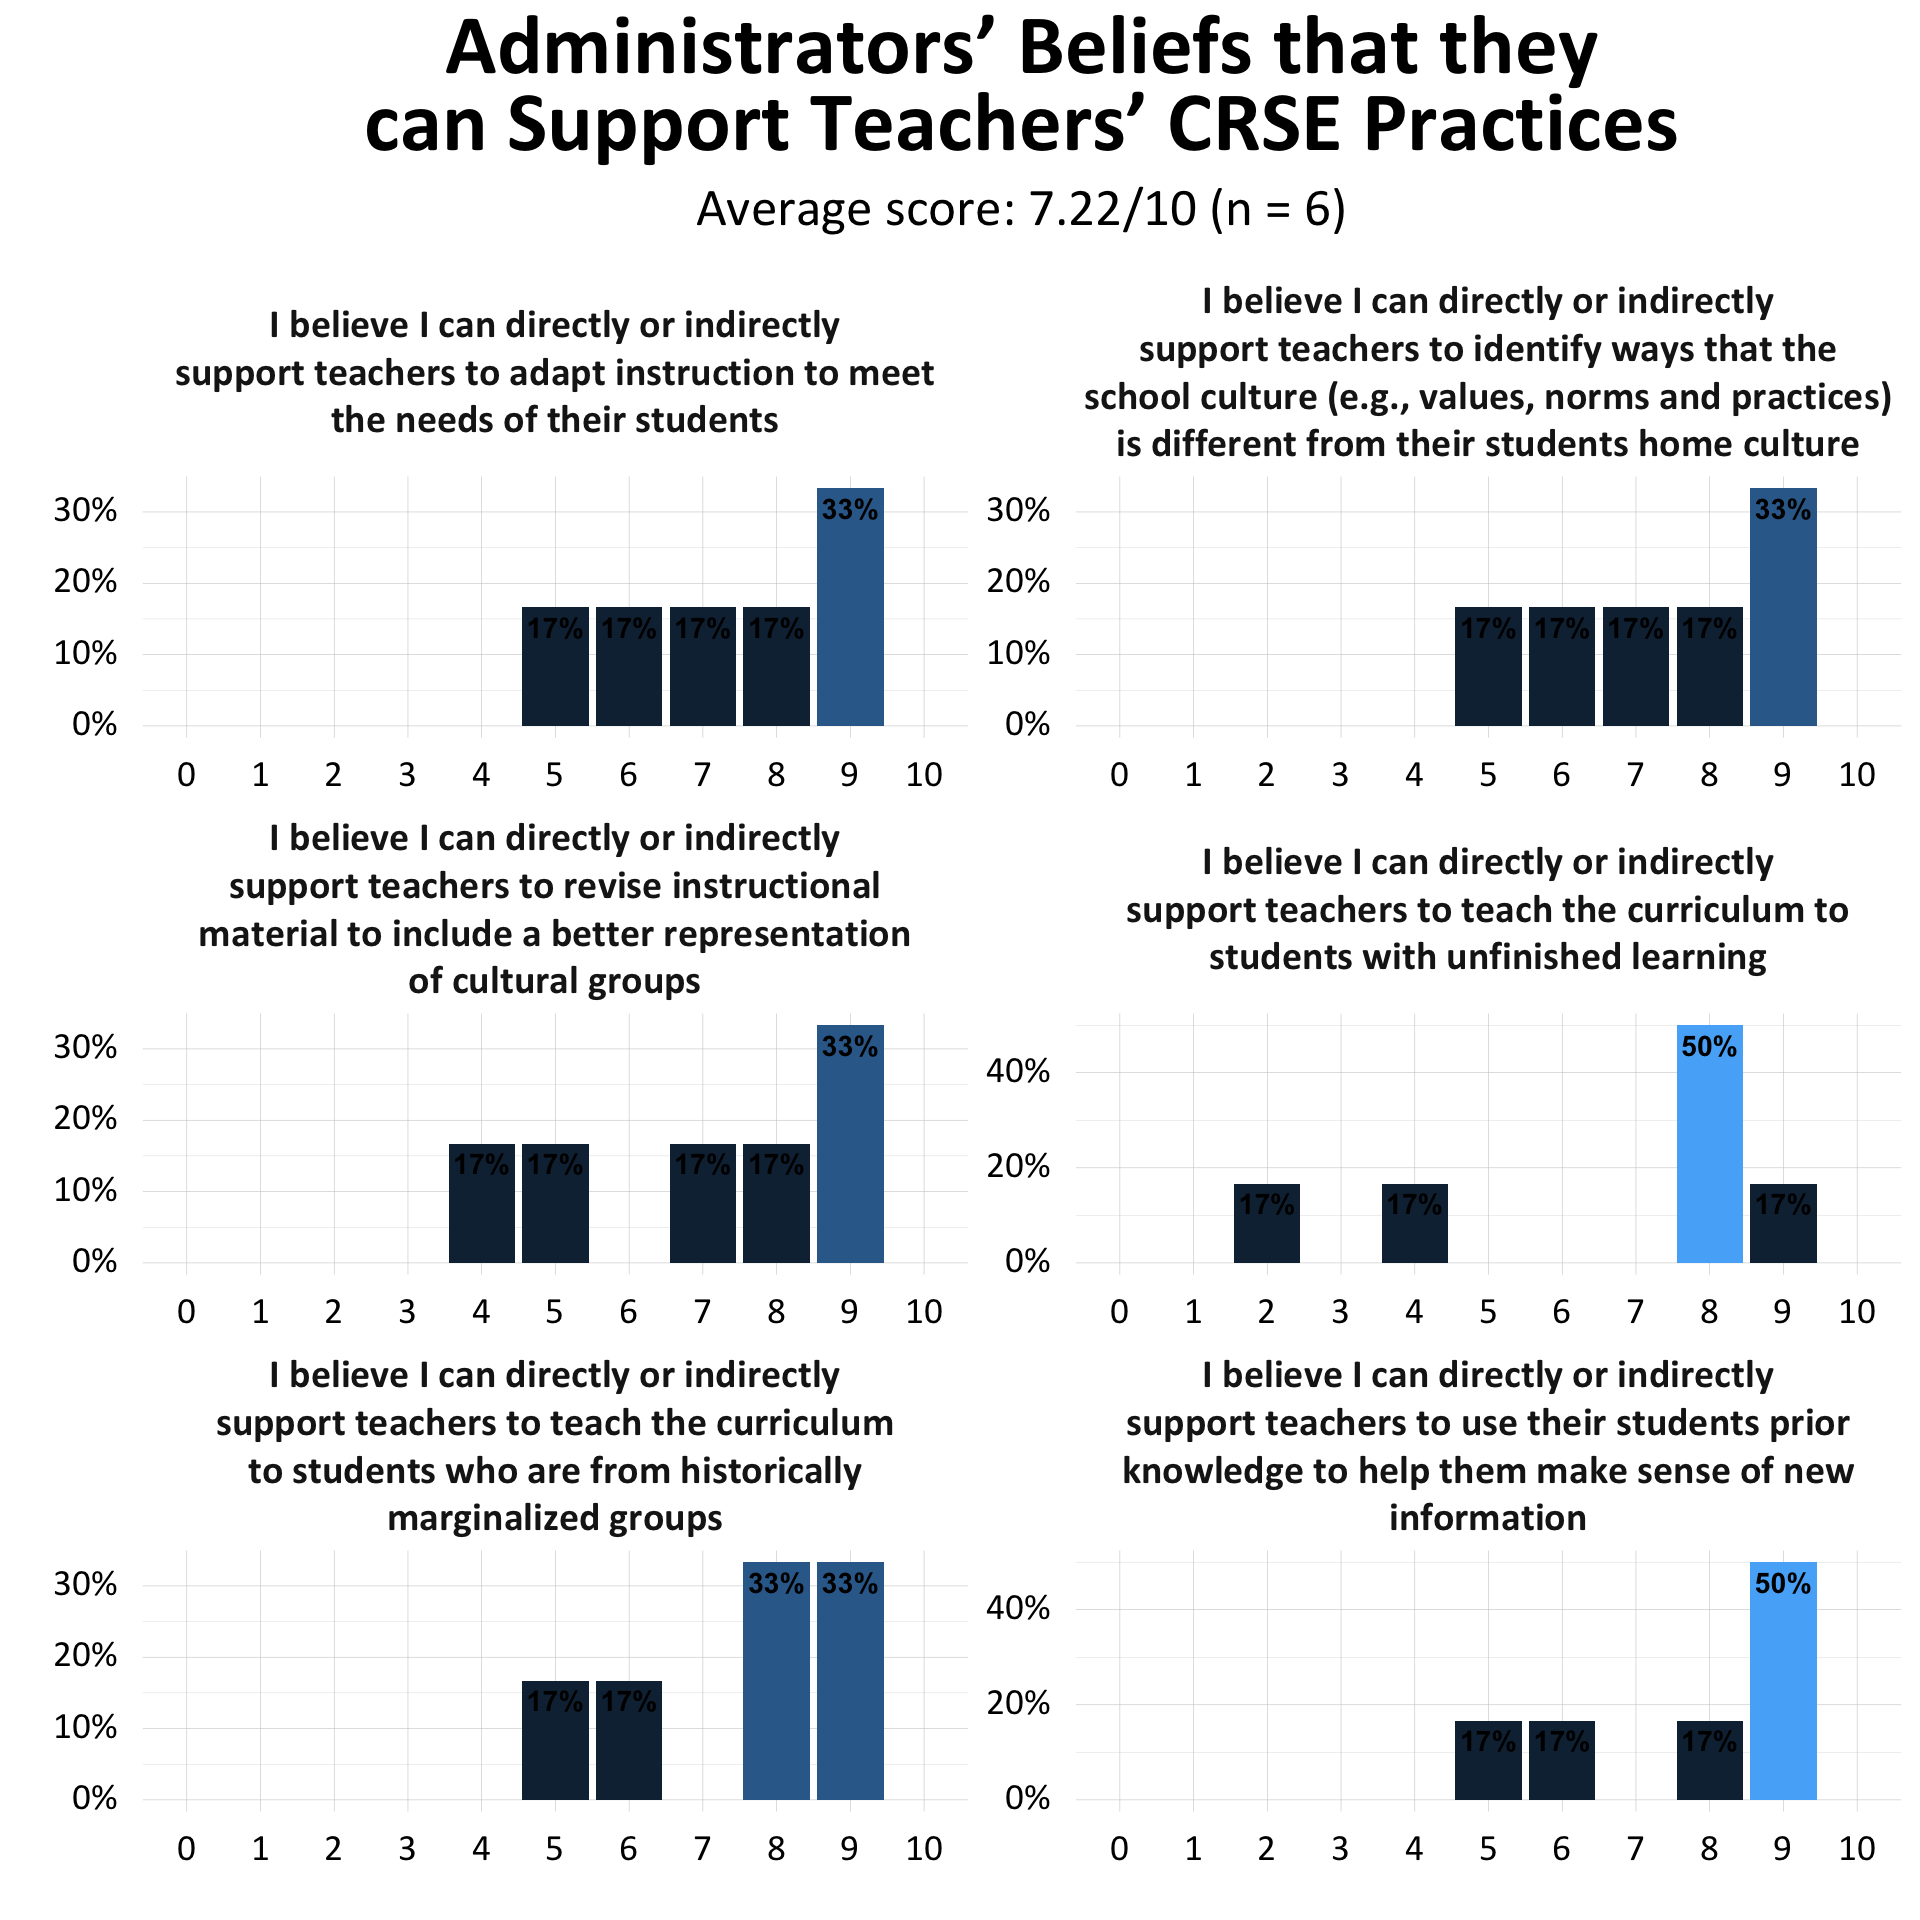 Administrators’ Beliefs that they
can Support Teachers’ CRSE Practices
Average score: 7.22/10 (n = 6)
I believe I can directly or indirectly
support teachers to adapt instruction to meet
the needs of their students
30%
20%
10%
0%
17% 17% 17% 17% 33%
0 1 2 3 4 5 6 7 8 9 10
I believe I can directly or indirectly
support teachers to identify ways that the
school culture (e.g., values, norms and practices)
is different from their students home culture
30%
20%
10%
0%
17% 17% 17% 17% 33%
0 1 2 3 4 5 6 7 8 9 10
I believe I can directly or indirectly
support teachers to revise instructional
material to include a better representation
of cultural groups
30%
20%
10%
0%
17% 17% 17% 17% 33%
0 1 2 3 4 5 6 7 8 9 10
I believe I can directly or indirectly
support teachers to teach the curriculum to
students with unfinished learning
40%
20%
0%
17% 17% 50% 17%
0 1 2 3 4 5 6 7 8 9 10
I believe I can directly or indirectly
support teachers to teach the curriculum
to students who are from historically
marginalized groups
30%
20%
10%
0%
17% 17% 33% 33%
0 1 2 3 4 5 6 7 8 9 10
I believe I can directly or indirectly
support teachers to use their students prior
knowledge to help them make sense of new
information
40%
20%
0%
17% 17% 17% 50%
0 1 2 3 4 5 6 7 8 9 10